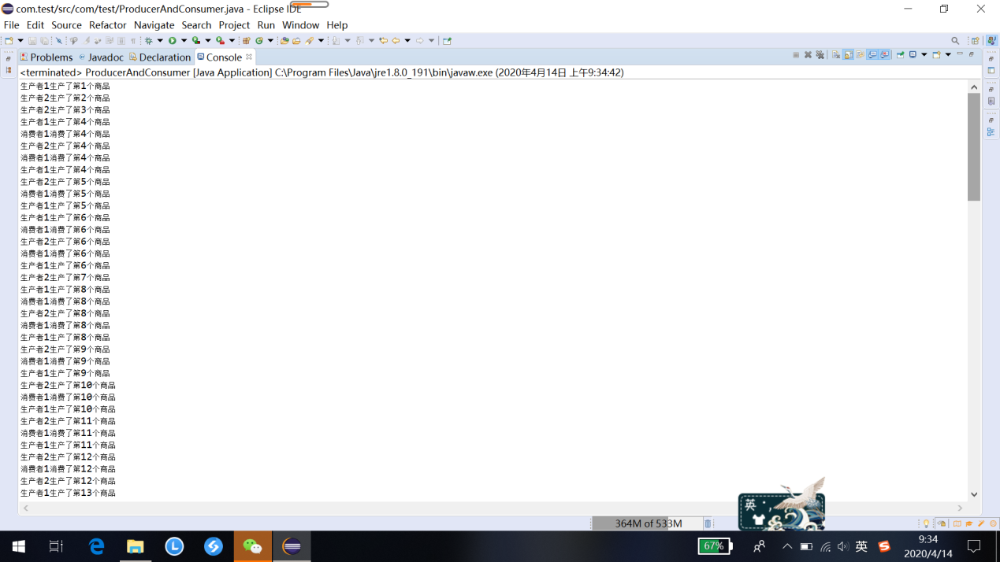 com.test/src/com/test/ProducerAndConsumer.java - Eclipse IDE
File Edit Source Refactor Navigate Search Project Run Window Help
Problems Javadoc Declaration Console
<terminated> ProducerAndConsumer [Java Application] C:\Program Files\Java\jre1.8.0_191\bin\javaw.exe (2020年4月14日 上午9:34:42)
生产者1生产了第1个商品
生产者2生产了第2个商品
生产者2生产了第3个商品
生产者1生产了第4个商品
消费者1消费了第4个商品
生产者2生产了第4个商品
消费者1消费了第4个商品
生产者1生产了第4个商品
生产者2生产了第5个商品
消费者1消费了第5个商品
生产者1生产了第5个商品
生产者1生产了第6个商品
消费者1消费了第6个商品
生产者2生产了第6个商品
消费者1消费了第6个商品
生产者1生产了第6个商品
生产者2生产了第7个商品
生产者1生产了第8个商品
消费者1消费了第8个商品
生产者2生产了第8个商品
消费者1消费了第8个商品
生产者1生产了第8个商品
生产者2生产了第9个商品
消费者1消费了第9个商品
生产者1生产了第9个商品
生产者2生产了第10个商品
消费者1消费了第10个商品
生产者1生产了第10个商品
生产者2生产了第11个商品
消费者1消费了第11个商品
生产者1生产了第11个商品
生产者2生产了第12个商品
消费者1消费了第12个商品
生产者2生产了第12个商品
生产者1生产了第13个商品
英
364M of 533M
67%
英
9:34
2020/4/14